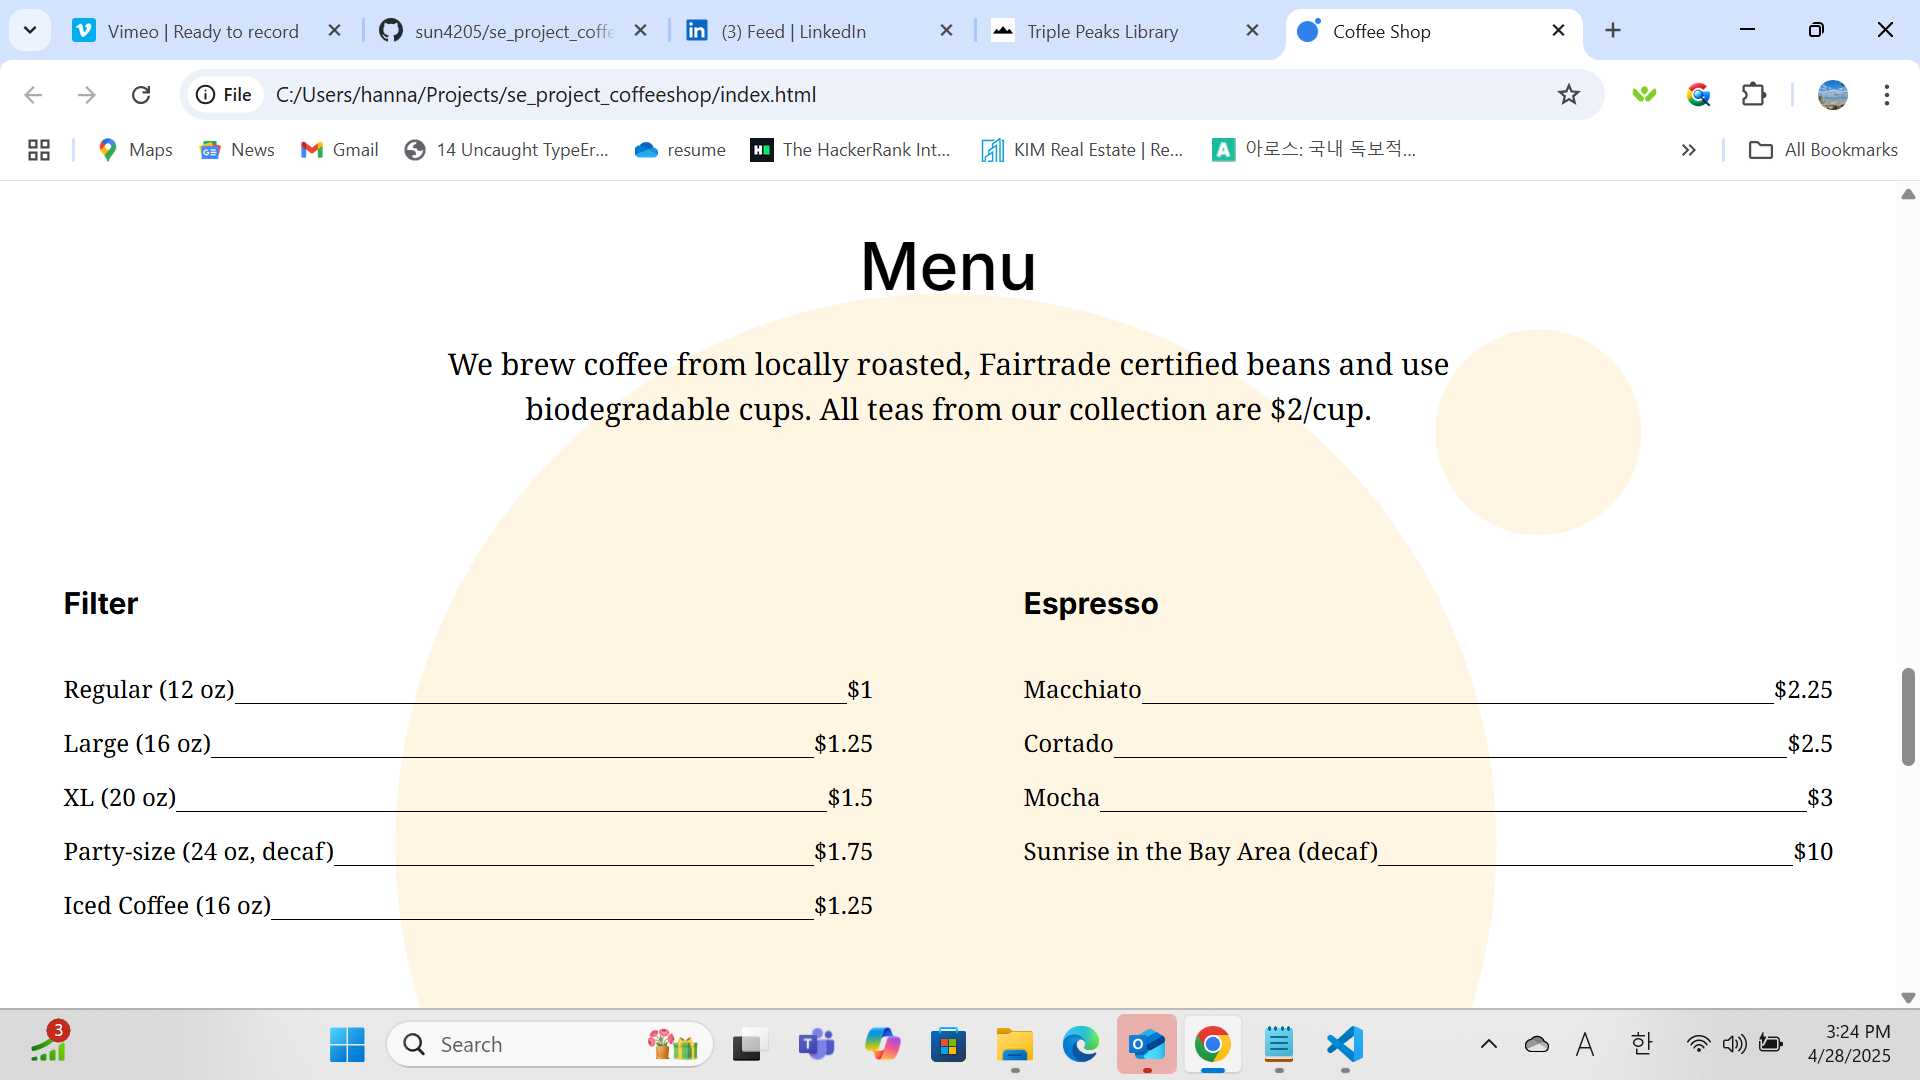 Vimeo | Ready to record
sun4205/se_project_coffe
(3) Feed | LinkedIn
Triple Peaks Library
Coffee Shop
File
C:/Users/hanna/Projects/se_project_coffeeshop/index.html
Maps
News
Gmail
14 Uncaught TypeEr...
resume
The HackerRank Int...
KIM Real Estate | Re...
아로스: 국내 독보적...
All Bookmarks
Menu
We brew coffee from locally roasted, Fairtrade certified beans and use
biodegradable cups. All teas from our collection are $2/cup.
Filter
Regular (12 oz) $1
Large (16 oz) $1.25
XL (20 oz) $1.5
Party-size (24 oz, decaf) $1.75
Iced Coffee (16 oz) $1.25
Espresso
Macchiato $2.25
Cortado $2.5
Mocha $3
Sunrise in the Bay Area (decaf) $10
3
Search
A
한
3:24 PM
4/28/2025